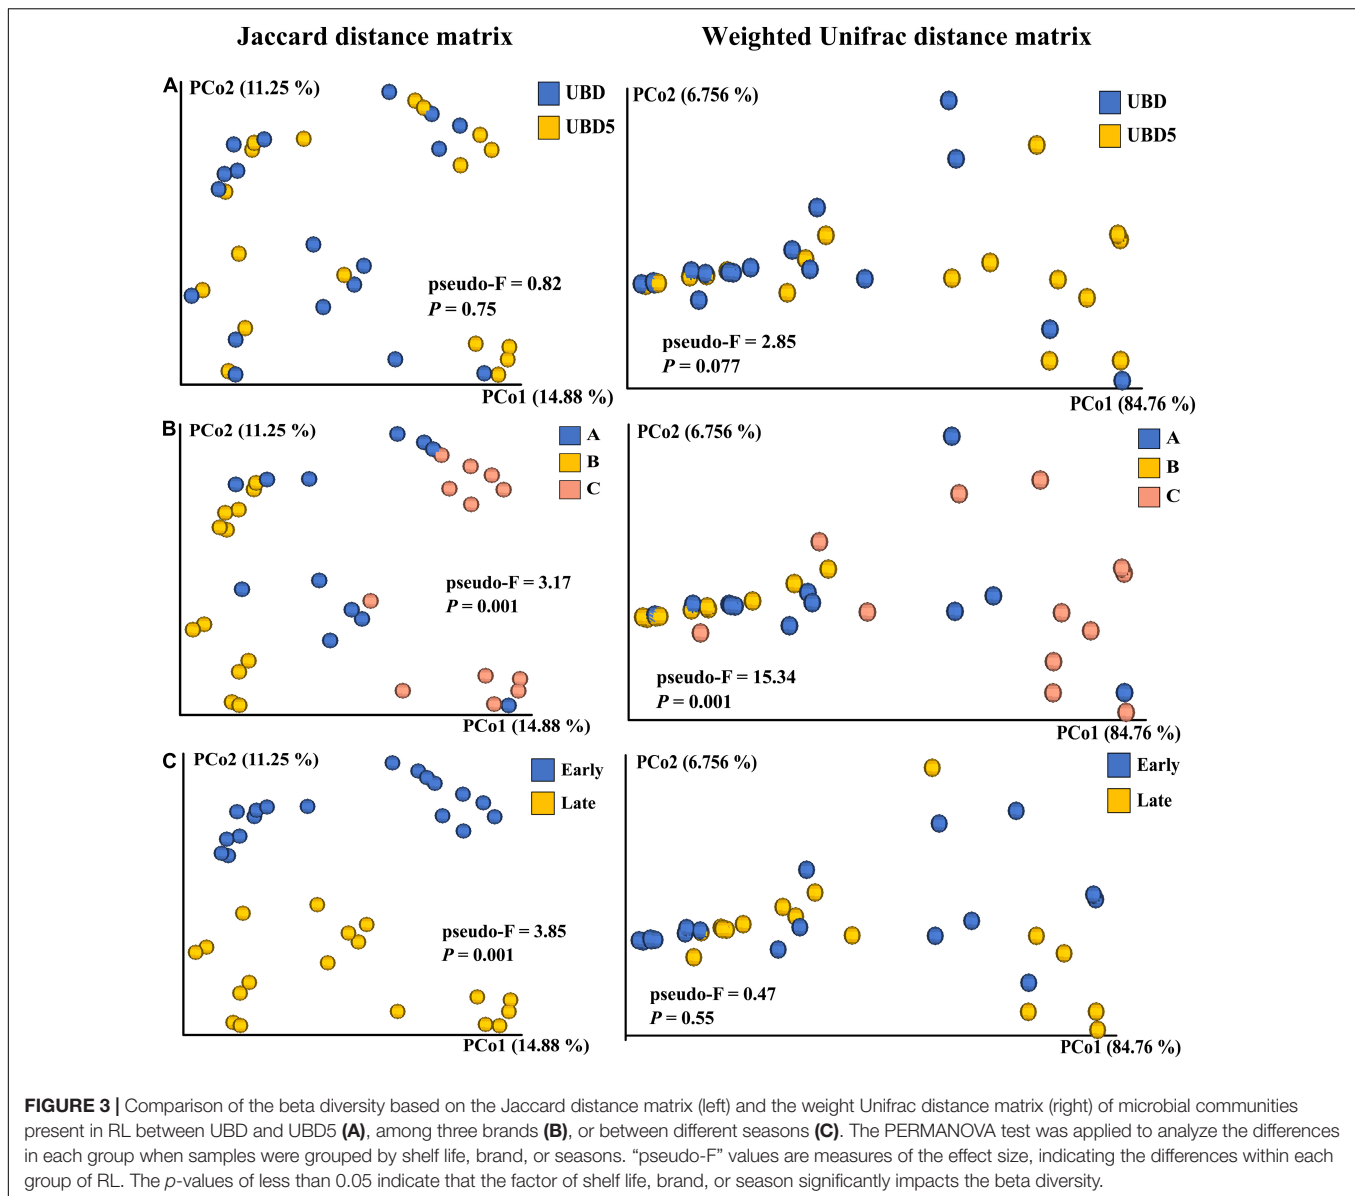 Jaccard distance matrix
Weighted Unifrac distance matrix
A
PCo2 (11.25 %)
UBD
UBD5
pseudo-F = 0.82
P = 0.75
PCo1 (14.88 %)
PCo2 (6.756 %)
UBD
UBD5
pseudo-F = 2.85
P = 0.077
PCo1 (84.76 %)
B
PCo2 (11.25 %)
A
B
C
pseudo-F = 3.17
P = 0.001
PCo1 (14.88 %)
PCo2 (6.756 %)
A
B
C
pseudo-F = 15.34
P = 0.001
PCo1 (84.76 %)
C
PCo2 (11.25 %)
Early
Late
pseudo-F = 3.85
P = 0.001
PCo1 (14.88 %)
PCo2 (6.756 %)
Early
Late
pseudo-F = 0.47
P = 0.55
PCo1 (84.76 %)
FIGURE 3 | Comparison of the beta diversity based on the Jaccard distance matrix (left) and the weight Unifrac distance matrix (right) of microbial communities
present in RL between UBD and UBD5 (A), among three brands (B), or between different seasons (C). The PERMANOVA test was applied to analyze the differences
in each group when samples were grouped by shelf life, brand, or seasons. “pseudo-F” values are measures of the effect size, indicating the differences within each
group of RL. The p-values of less than 0.05 indicate that the factor of shelf life, brand, or season significantly impacts the beta diversity.